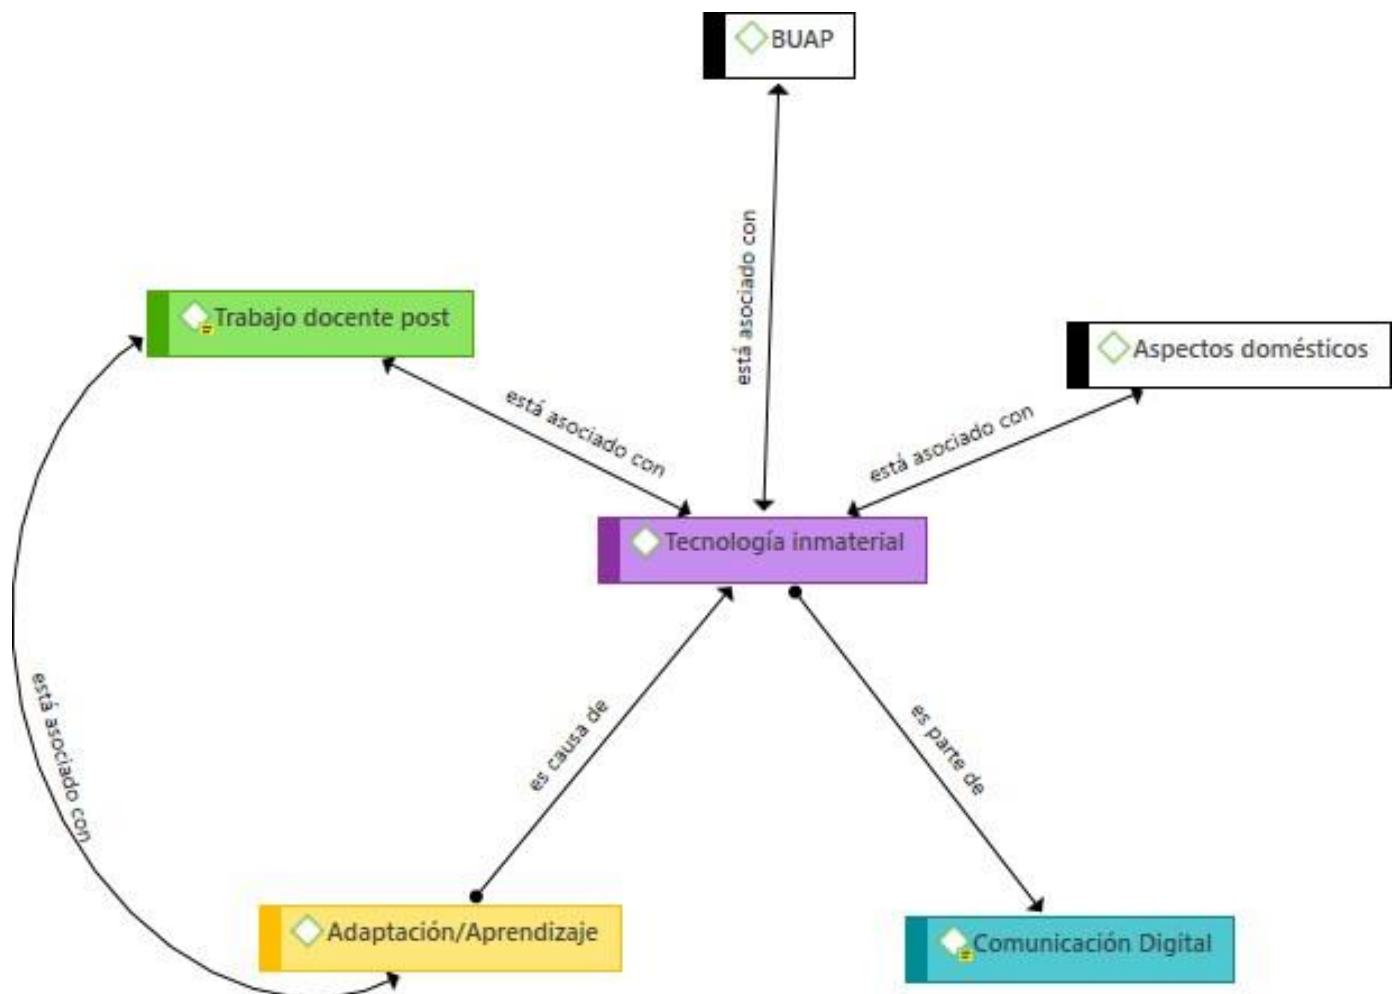 BUAP
está asociado con
Trabajo docente post
Aspectos domésticos
está asociado con
está asociado con
Tecnología inmaterial
está asociado con
es causa de
es parte de
Adaptación/Aprendizaje
Comunicación Digital